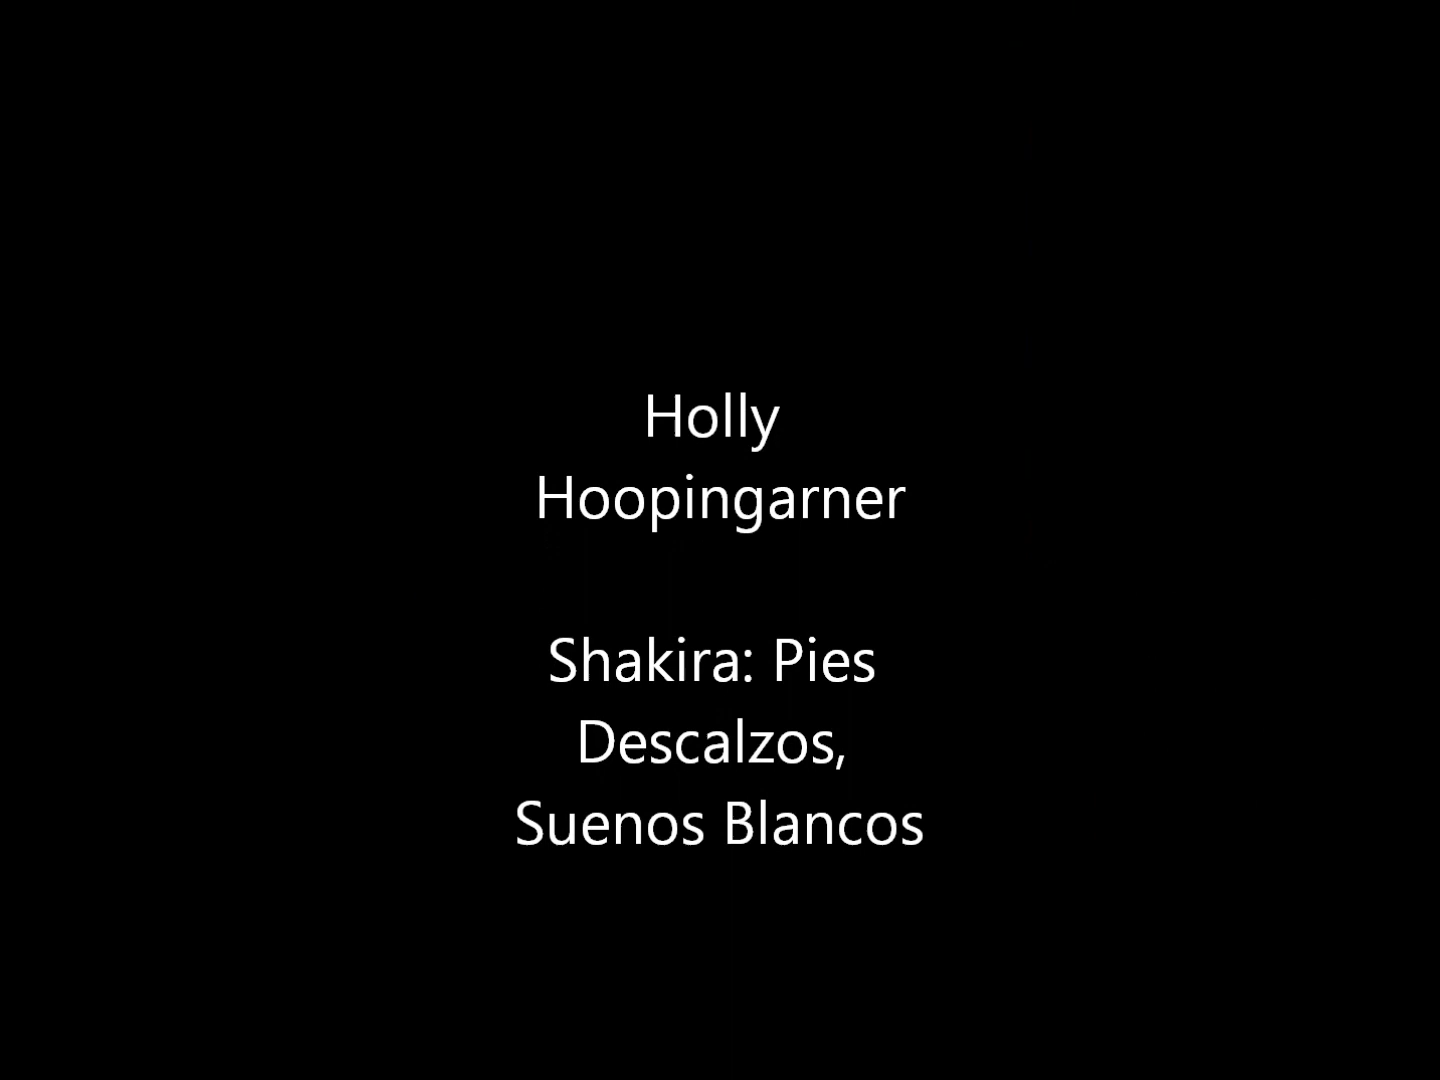 Holly
Hoopingarner
Shakira: Pies
Descalzos,
Suenos Blancos